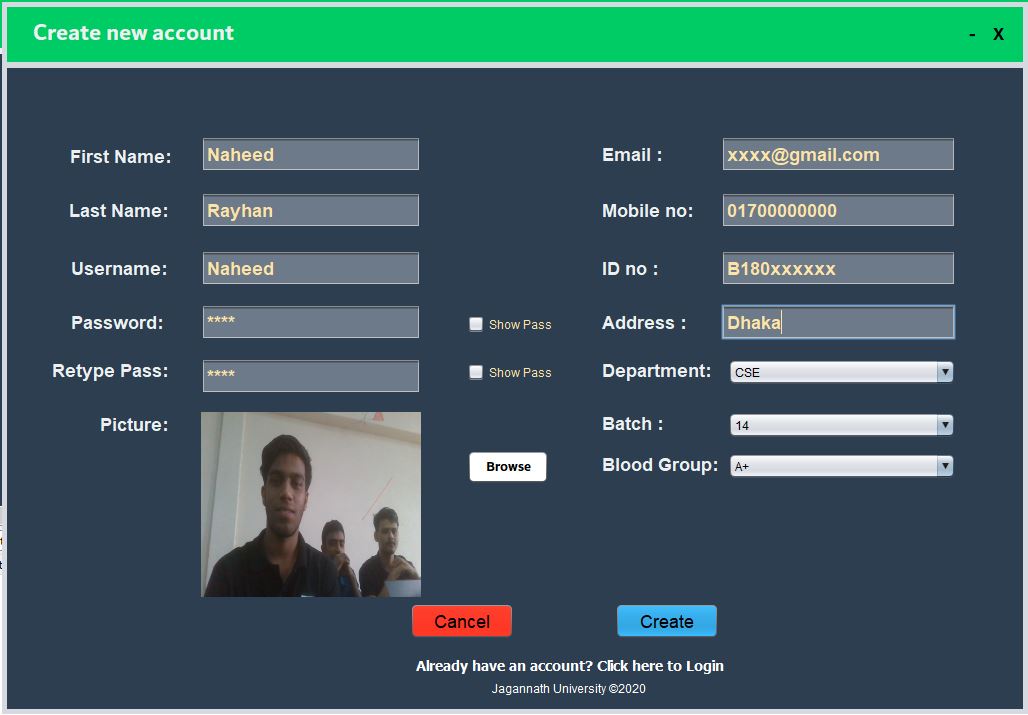 Create new account - X
First Name: Naheed
Email : xxxx@gmail.com
Last Name: Rayhan
Mobile no: 01700000000
Username: Naheed
ID no : B180xxxxxx
Password: **** Show Pass
Address : Dhaka
Retype Pass: **** Show Pass
Department: CSE
Picture:
Browse
Batch : 14
Blood Group: A+
Cancel
Create
Already have an account? Click here to Login
Jagannath University ©2020